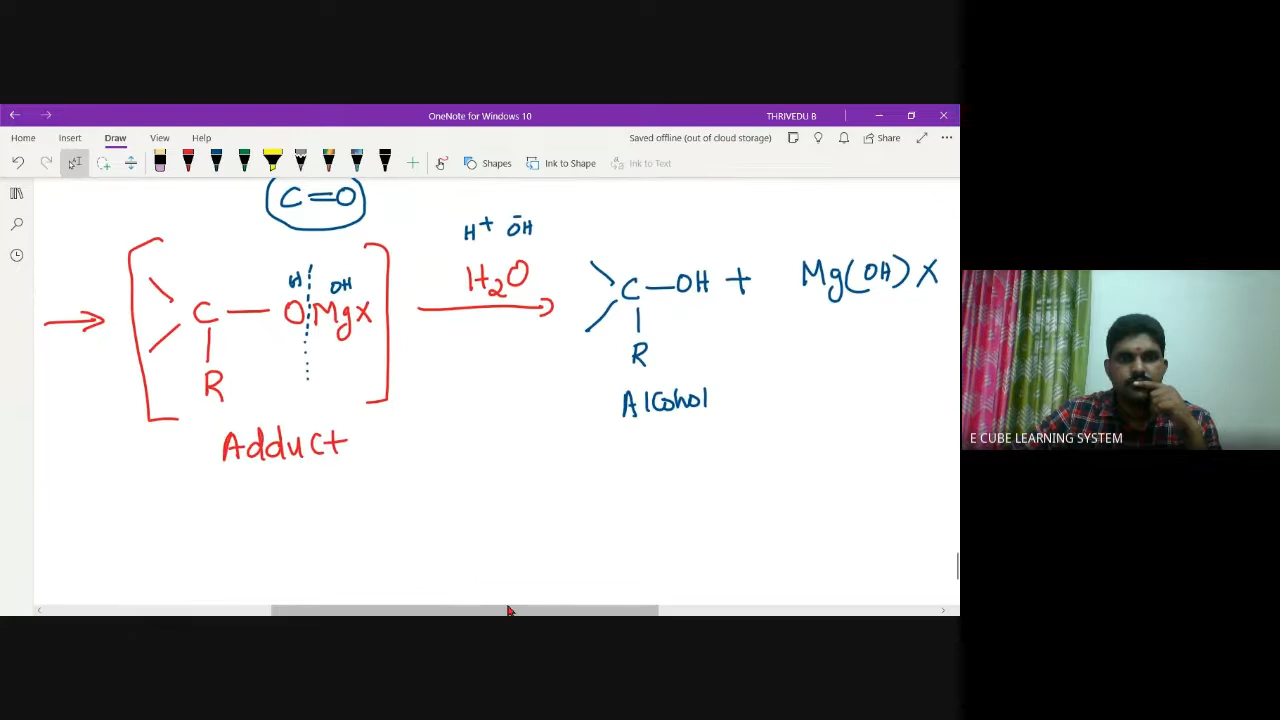 OneNote for Windows 10
THRIVEDU B
Home Insert Draw View Help
Saved offline (out of cloud storage)
Share
Shapes
Ink to Shape
Ink to Text
C=O
H+ OH-
H2O
H OH
C—O MgX
R
Adduct
C—OH + Mg(OH)X
R
Alcohol
E CUBE LEARNING SYSTEM